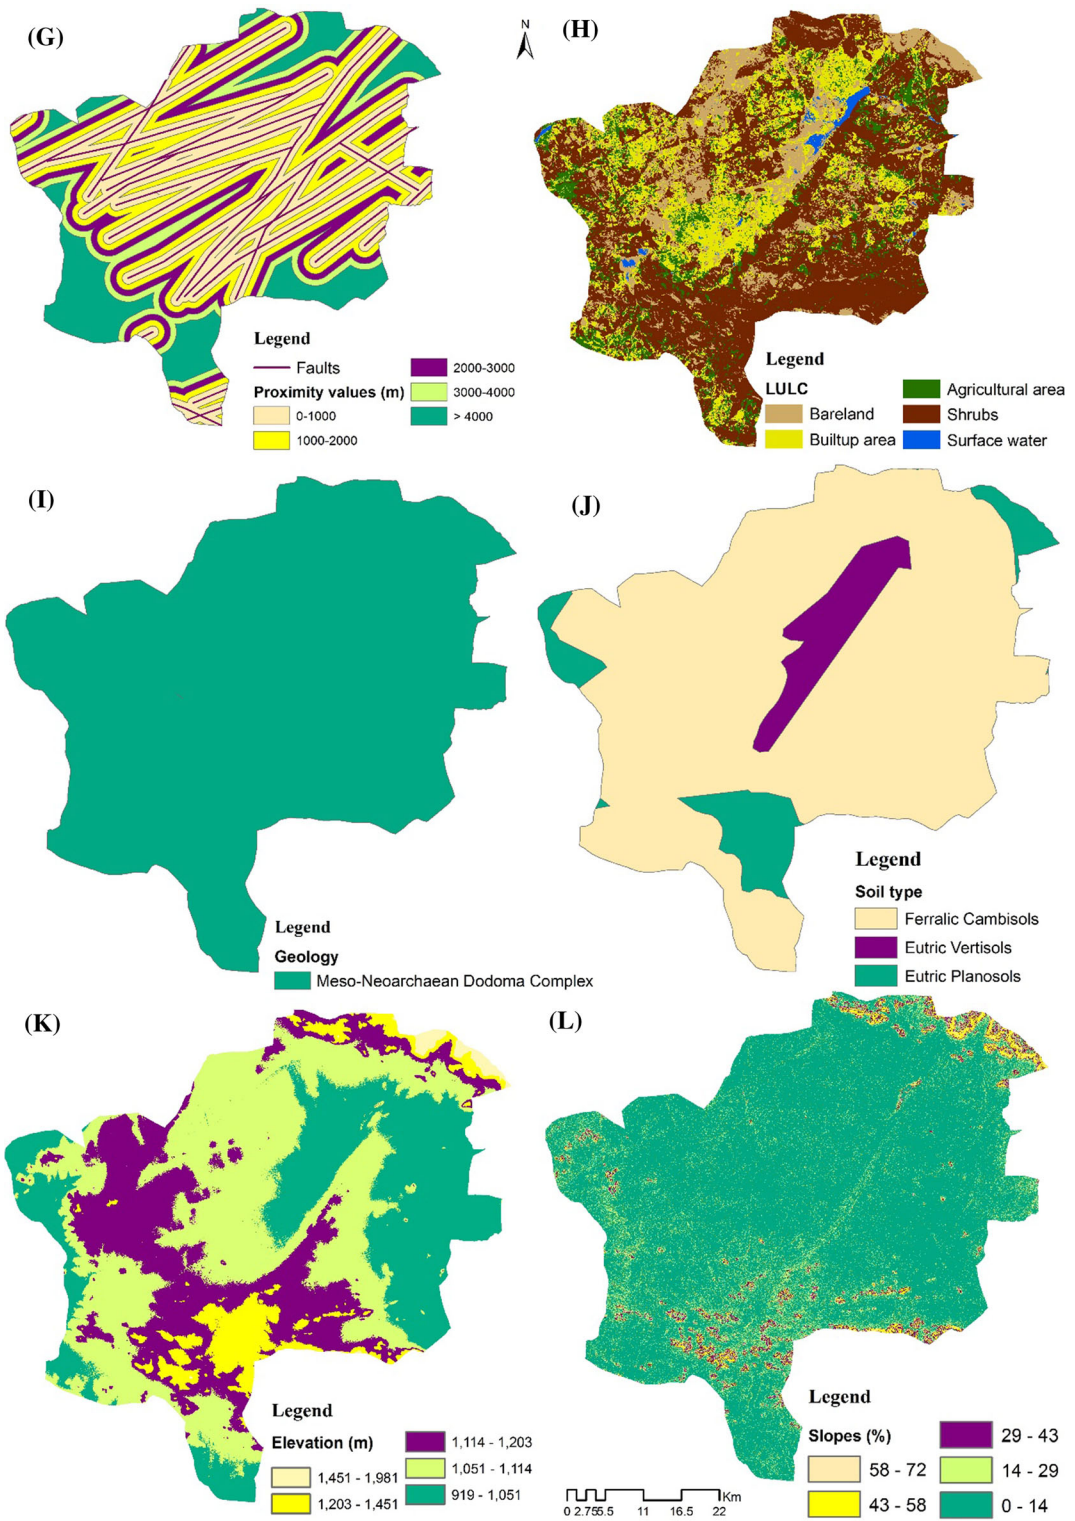 (G)
Legend
Faults
Proximity values (m)
0-1000
1000-2000
2000-3000
3000-4000
> 4000
N
(H)
Legend
LULC
Bareland
Builtup area
Agricultural area
Shrubs
Surface water
(I)
Legend
Geology
Meso-Neoarchaean Dodoma Complex
(J)
Legend
Soil type
Ferralic Cambisols
Eutric Vertisols
Eutric Planosols
(K)
Legend
Elevation (m)
1,451 - 1,981
1,203 - 1,451
1,114 - 1,203
1,051 - 1,114
919 - 1,051
(L)
Legend
Slopes (%)
58 - 72
43 - 58
29 - 43
14 - 29
0 - 14
Km
0 2.755.5 11 16.5 22